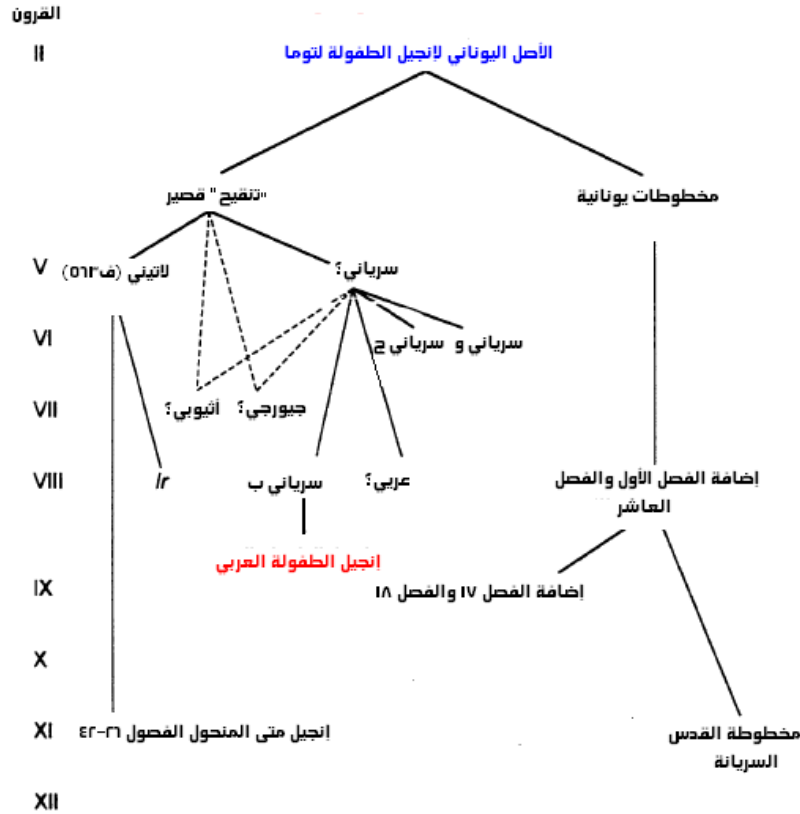 القرون
II
الأصل اليوناني لإنجيل الطفولة لتوما
"تنقيح" قصير
مخطوطات يونانية
V
لاتيني (ف٥٦٣)
سرياني؟
VI
سرياني و
سرياني ح
VII
أثيوبي؟
جيورجي؟
VIII
Ir
سرياني ب
عربي؟
إضافة الفصل الأول والفصل
العاشر
إنجيل الطفولة العربي
IX
إضافة الفصل ١٧ والفصل ١٨
X
XI
إنجيل متى المنحول الفصول ٢٦-٤٢
مخطوطة القدس
السريانة
XII